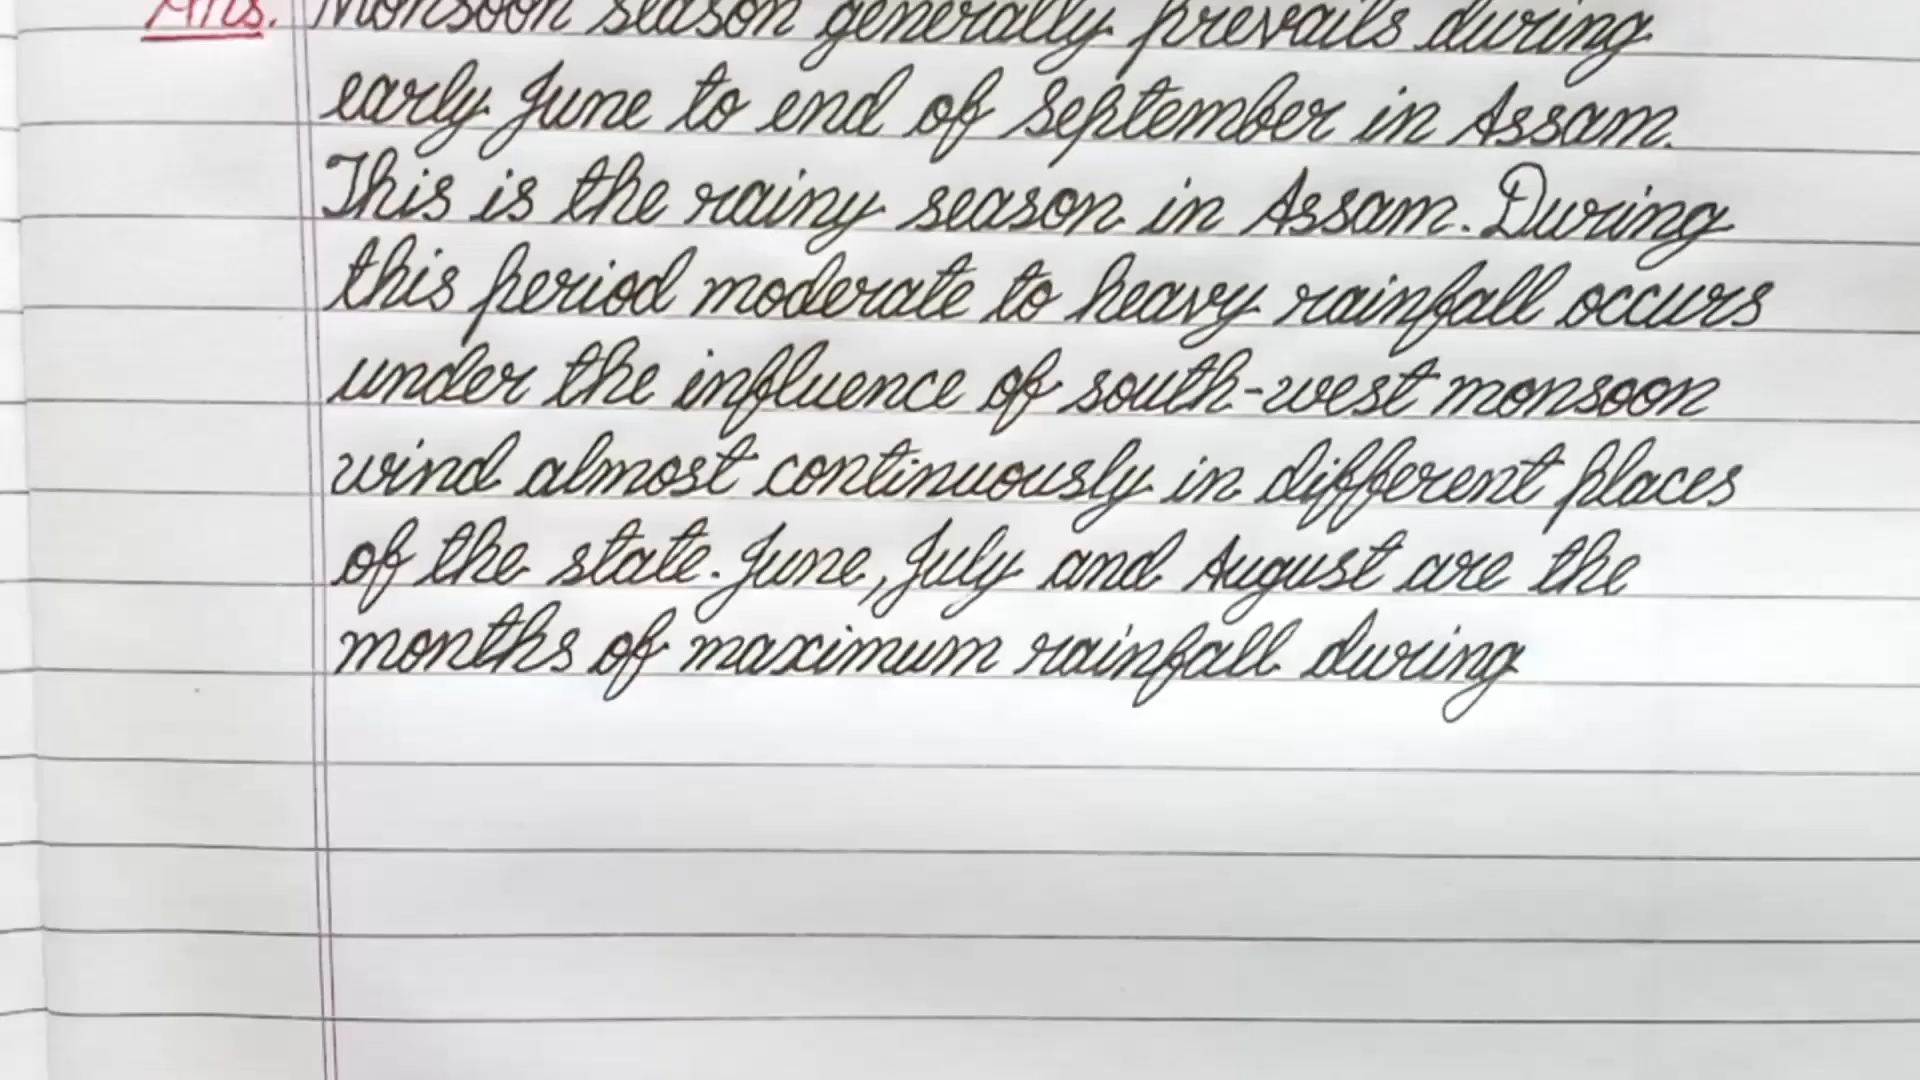 Ans. Monsoon season generally prevails during
early June to end of September in Assam.
This is the rainy season in Assam. During
this period moderate to heavy rainfall occurs
under the influence of south-west monsoon
wind almost continuously in different places
of the state. June, July and August are the
months of maximum rainfall during